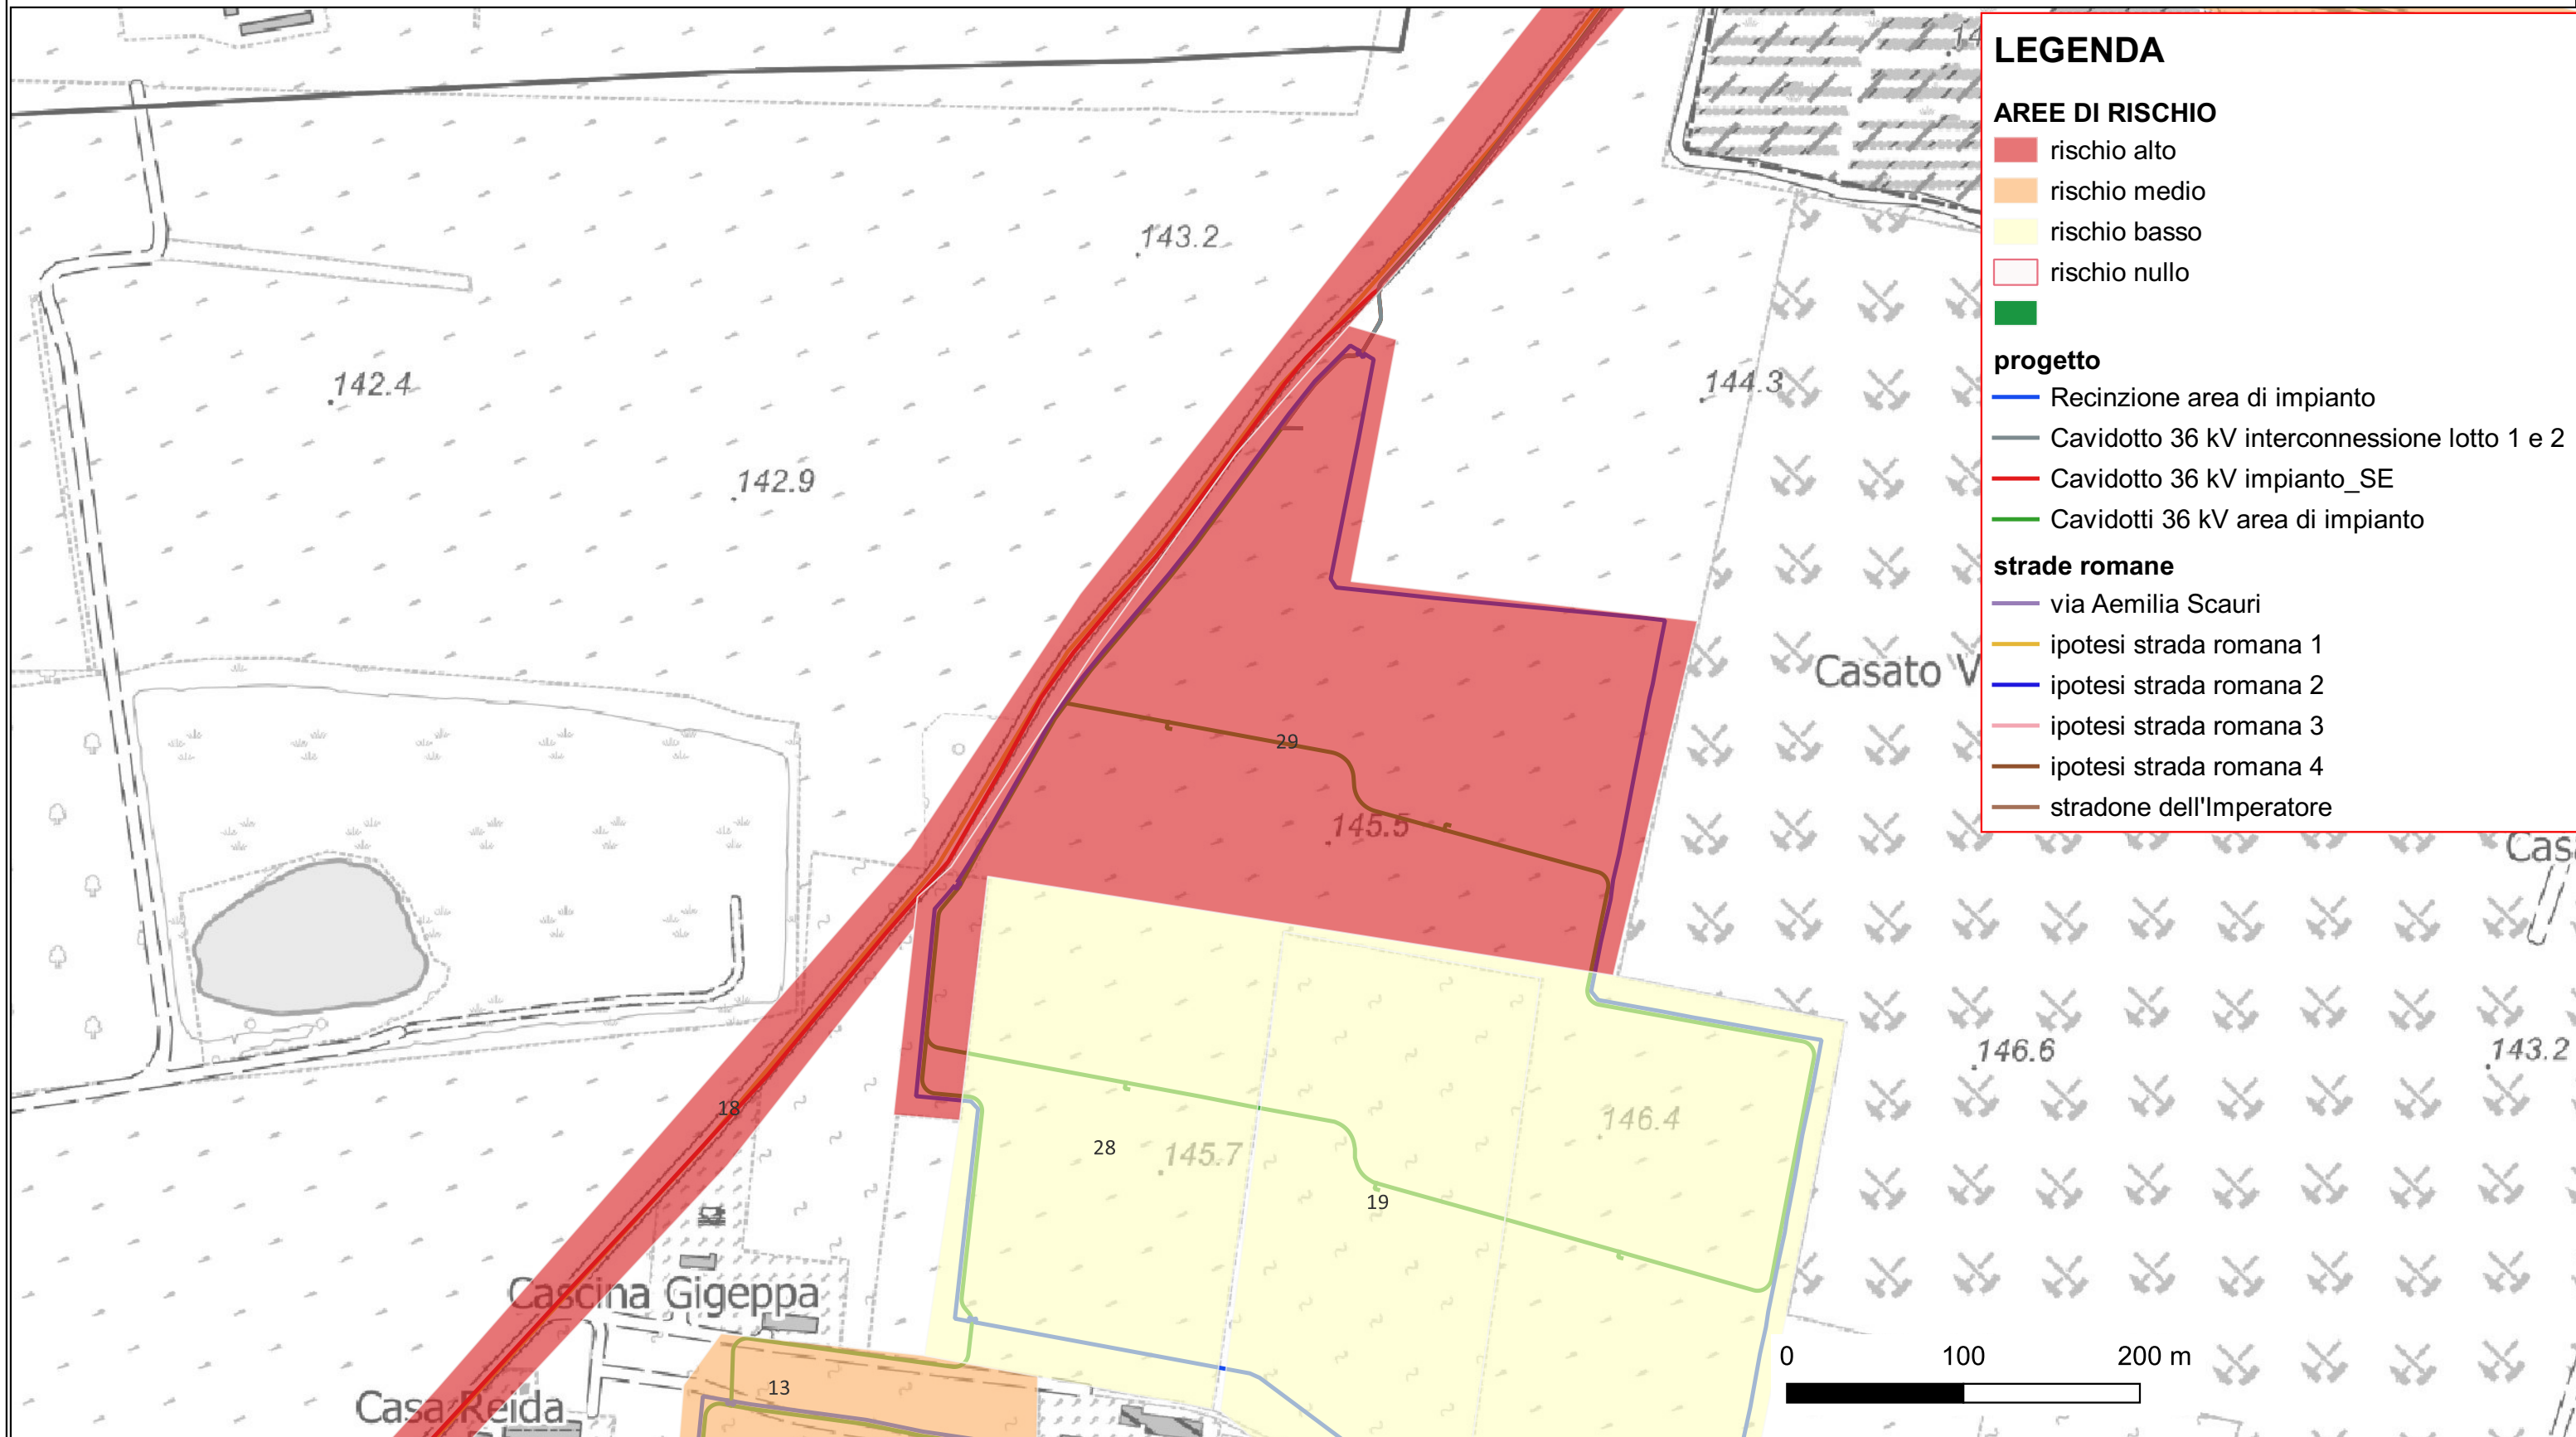 LEGENDA
AREE DI RISCHIO
rischio alto
rischio medio
rischio basso
rischio nullo
progetto
Recinzione area di impianto
Cavidotto 36 kV interconnessione lotto 1 e 2
Cavidotto 36 kV impianto_SE
Cavidotti 36 kV area di impianto
strade romane
via Aemilia Scauri
ipotesi strada romana 1
ipotesi strada romana 2
ipotesi strada romana 3
ipotesi strada romana 4
stradone dell'Imperatore
143.2
142.4
144.3
142.9
Casato V
29
145.5
Cas
146.6
143.2
18
28
145.7
146.4
19
Cascina Gigeppa
13
Casa Reida
0 100 200 m